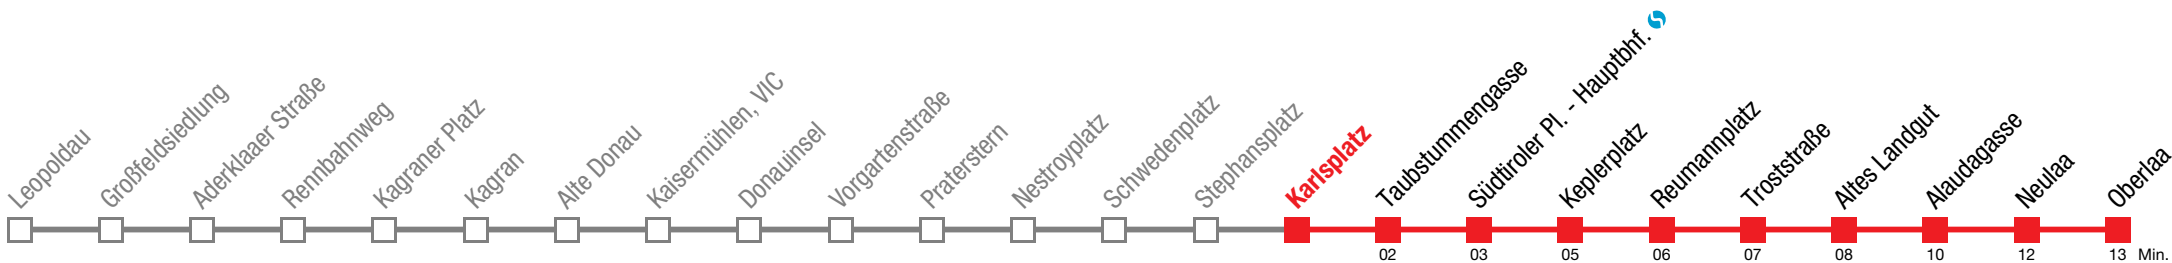 Leopoldau
Großfeldsiedlung
Aderklaaer Straße
Rennbahnweg
Kagraner Platz
Kagran
Alte Donau
Kaisermühlen, VIC
Donauinsel
Vorgartenstraße
Praterstern
Nestroyplatz
Schwedenplatz
Stephansplatz
Karlsplatz
Taubstummengasse
Südtiroler Pl. - Hauptbhf.
Keplerplatz
Reumannplatz
Troststraße
Altes Landgut
Alaudagasse
Neulaa
Oberlaa
02 03 05 06 07 08 10 12 13 Min.